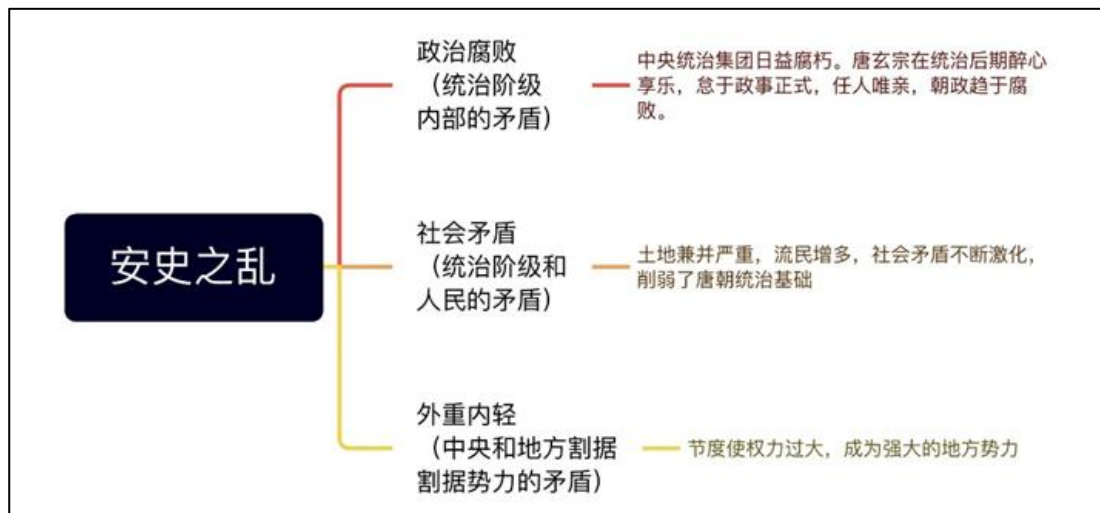 安史之乱
政治腐败
（统治阶级
内部的矛盾）
中央统治集团日益腐朽。唐玄宗在统治后期醉心
享乐，怠于政事正式，任人唯亲，朝政趋于腐
败。
社会矛盾
（统治阶级和
人民的矛盾）
土地兼并严重，流民增多，社会矛盾不断激化，
削弱了唐朝统治基础
外重内轻
（中央和地方割据
割据势力的矛盾）
节度使权力过大，成为强大的地方势力